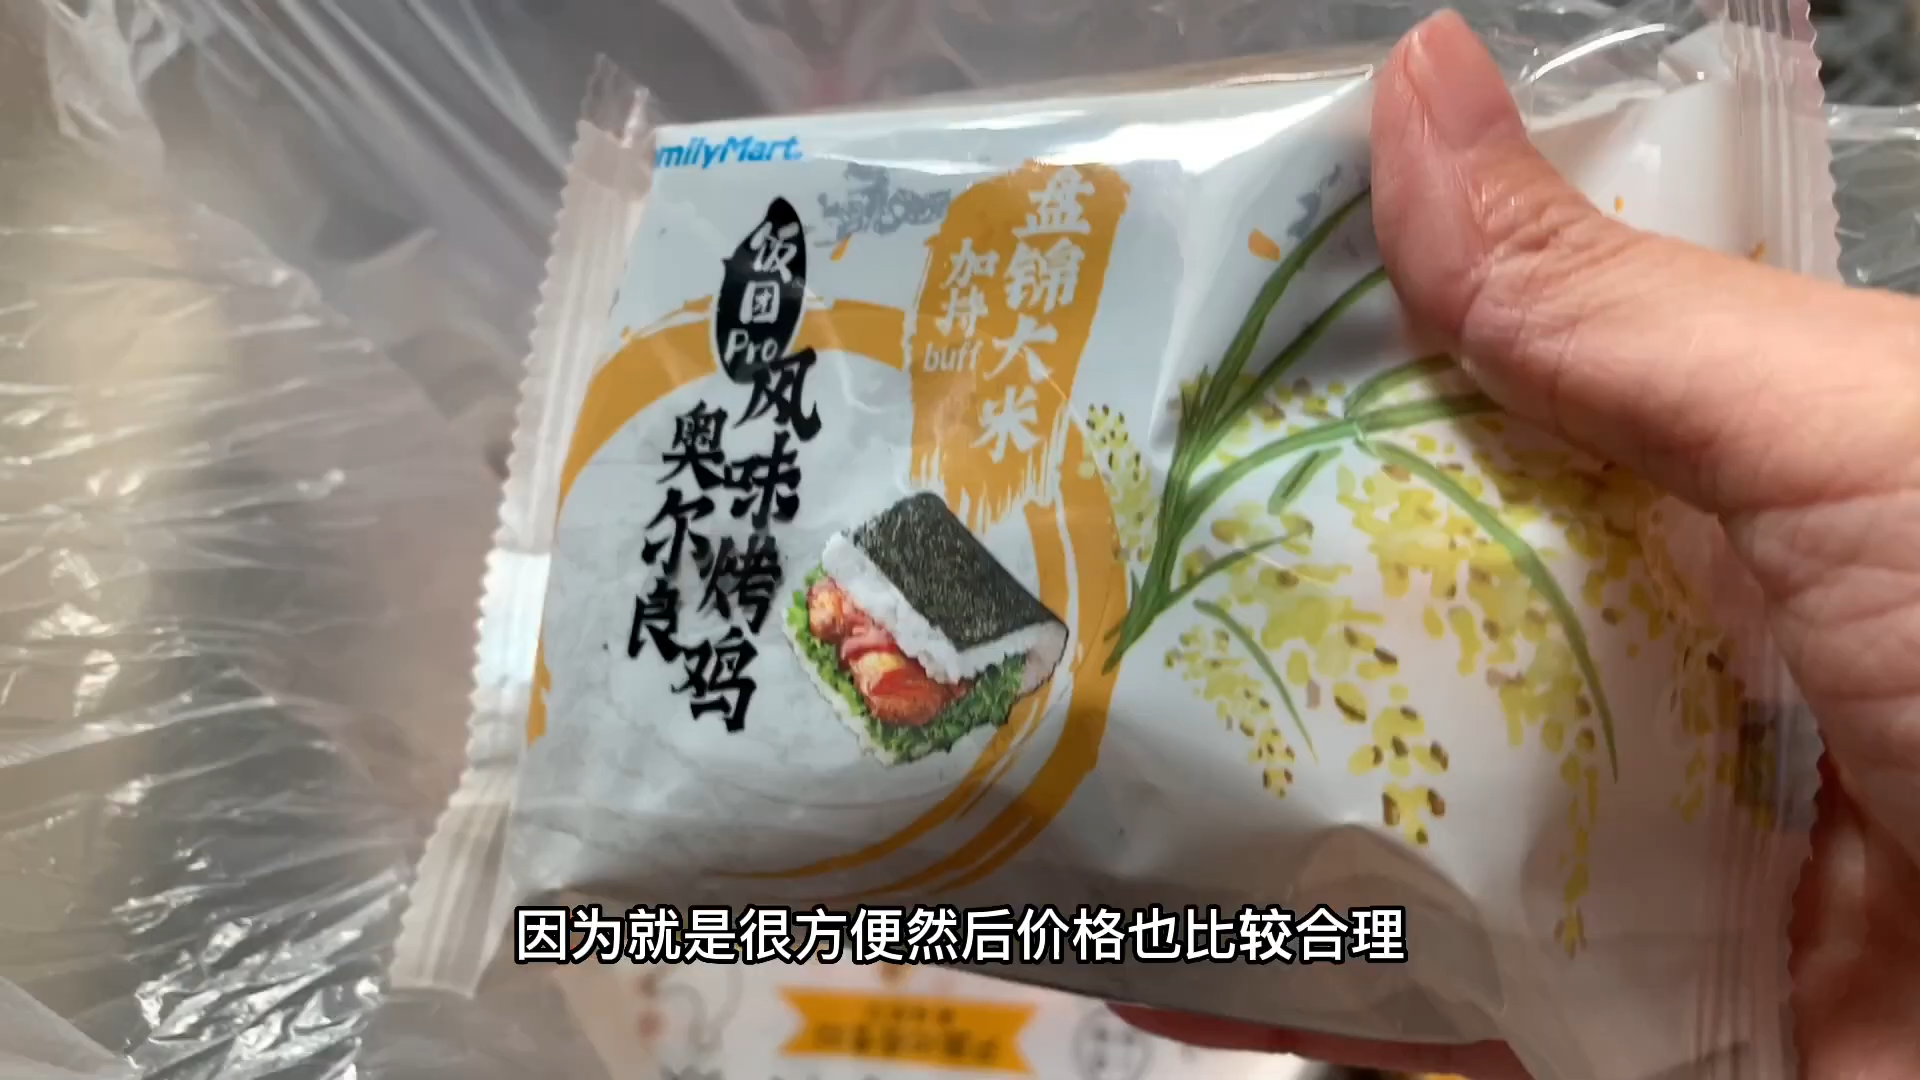 milyMart
饭团
Pro
风味烤鸡
奥尔良
盘锦大米
加持
buff
因为就是很方便然后价格也比较合理